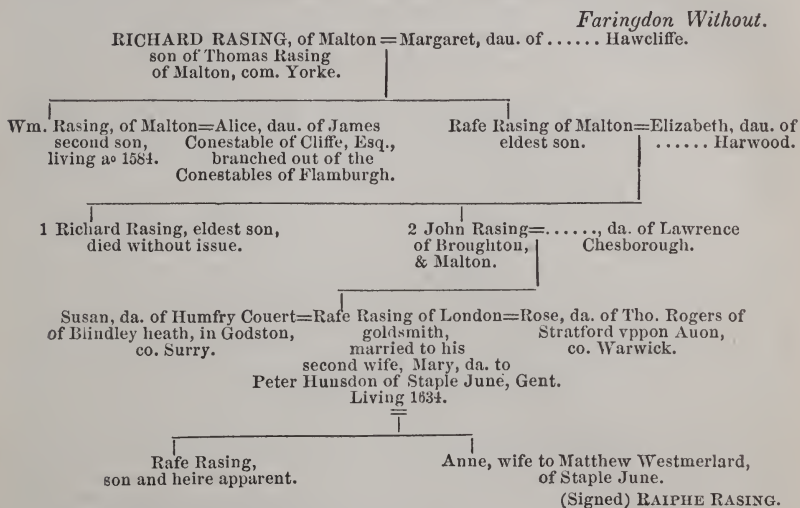 Faringdon Without.
RICHARD RASING, of Malton = Margaret, dau. of ...... Hawcliffe.
son of Thomas Rasing
of Malton, com. Yorke.
Wm. Rasing, of Malton=Alice, dau. of James
second son, Conestable of Cliffe, Esq.,
living ao 1584. branched out of the
Conestables of Flamburgh.
Rafe Rasing of Malton=Elizabeth, dau. of
eldest son. ...... Harwood.
1 Richard Rasing, eldest son,
died without issue.
2 John Rasing=......, da. of Lawrence
of Broughton, Chesborough.
& Malton.
Susan, da. of Humfry Couert=Rafe Rasing of London=Rose, da. of Tho. Rogers of
of Blindley heath, in Godston, goldsmith, Stratford vppon Auon,
co. Surry. married to his co. Warwick.
second wife, Mary, da. to
Peter Hunsdon of Staple June, Gent.
Living 1634.
=
Rafe Rasing,
son and heire apparent.
Anne, wife to Matthew Westmerlard,
of Staple June.
(Signed) RAIPHE RASING.